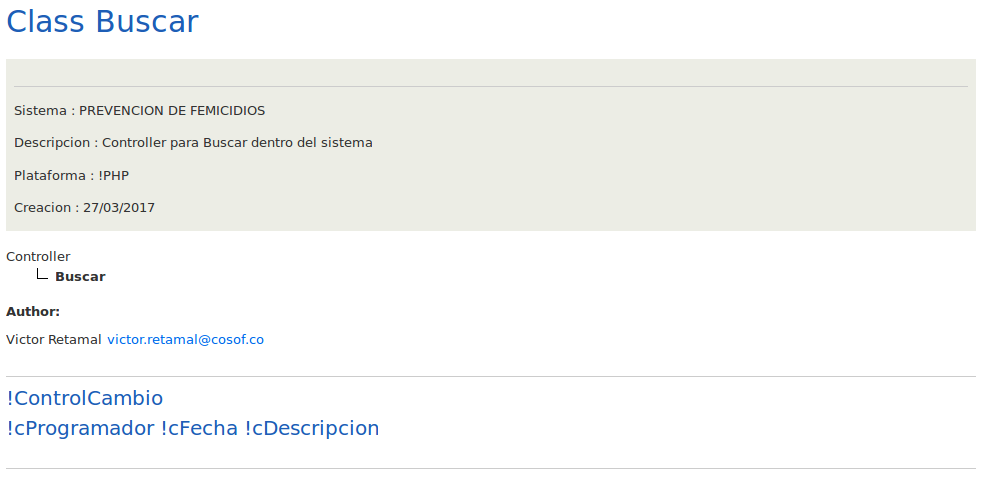 Class Buscar
Sistema : PREVENCION DE FEMICIDIOS
Descripcion : Controller para Buscar dentro del sistema
Plataforma : !PHP
Creacion : 27/03/2017
Controller
Buscar
Author:
Victor Retamal victor.retamal@cosof.co
!ControlCambio
!cProgramador !cFecha !cDescripcion